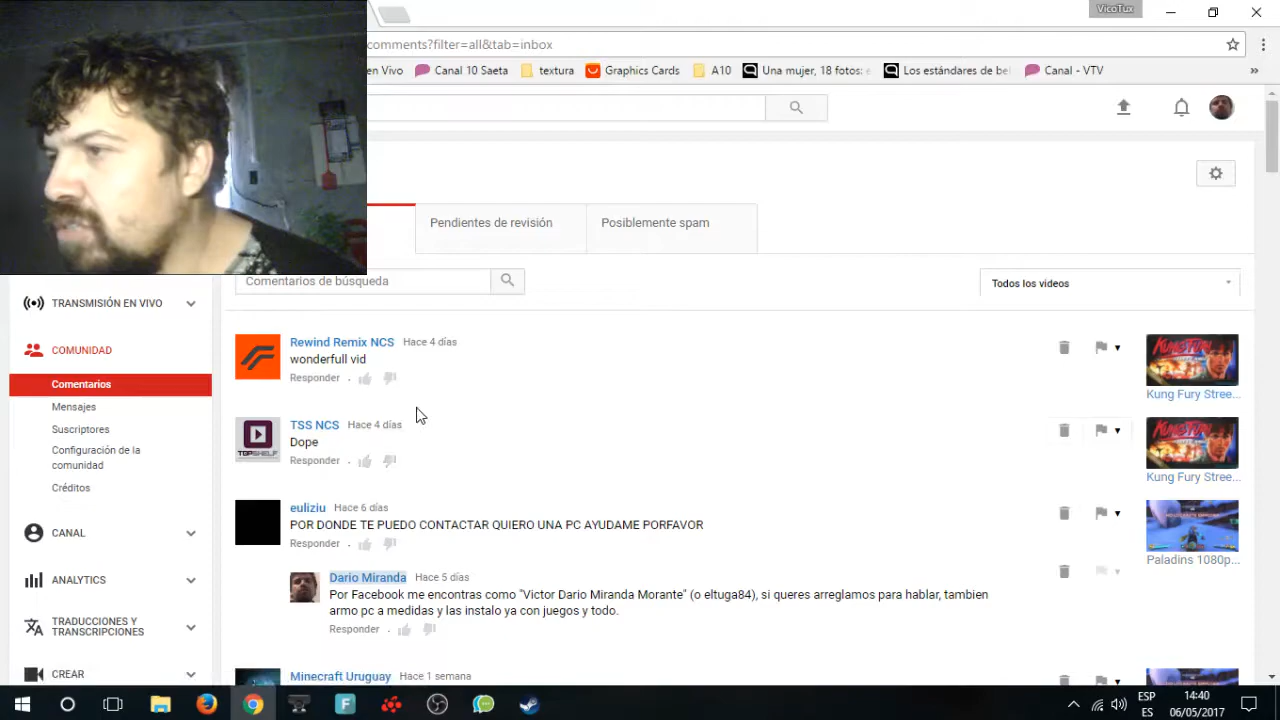 VicoTux
comments?filter=all&tab=inbox
en Vivo
Canal 10 Saeta
textura
Graphics Cards
A10
Una mujer, 18 fotos: e
Los estándares de bel
Canal - VTV
»
Pendientes de revisión
Posiblemente spam
Comentarios de búsqueda
Todos los videos
TRANSMISIÓN EN VIVO
COMUNIDAD
Comentarios
Mensajes
Suscriptores
Configuración de la
comunidad
Créditos
CANAL
ANALYTICS
TRADUCCIONES Y
TRANSCRIPCIONES
CREAR
Rewind Remix NCS Hace 4 días
wonderfull vid
Responder .
KUNG FURY
Kung Fury Stree...
TSS NCS Hace 4 días
Dope
Responder .
TOPSHELF
KUNG FURY
Kung Fury Stree...
euliziu Hace 6 días
POR DONDE TE PUEDO CONTACTAR QUIERO UNA PC AYUDAME PORFAVOR
Responder .
Paladins 1080p...
Dario Miranda Hace 5 días
Por Facebook me encontras como "Victor Dario Miranda Morante" (o eltuga84), si queres arreglamos para hablar, tambien
armo pc a medidas y las instalo ya con juegos y todo.
Responder .
Minecraft Uruguay Hace 1 semana
F
ESP
ES
14:40
06/05/2017